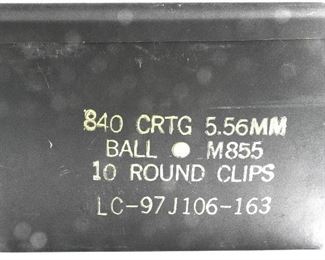 840 CRTG 5.56MM
BALL M855
10 ROUND CLIPS
LC-97J106-163